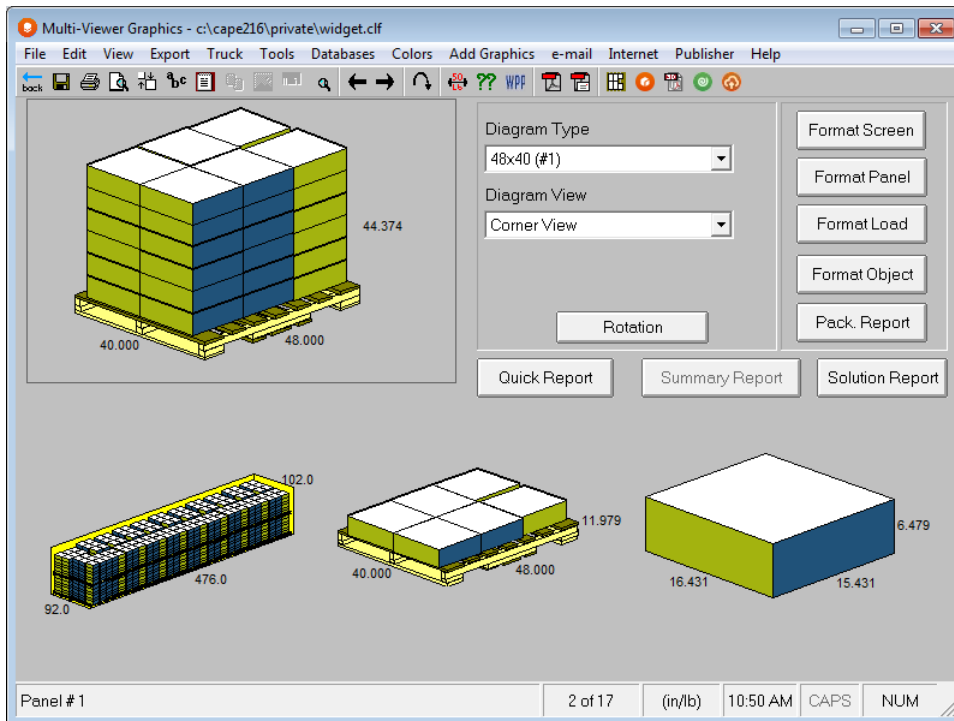 Multi-Viewer Graphics - c:\cape216\private\widget.clf
File Edit View Export Truck Tools Databases Colors Add Graphics e-mail Internet Publisher Help
back
abc
50
L6
??
WPF
Diagram Type
48x40 (#1)
Diagram View
Corner View
Rotation
Format Screen
Format Panel
Format Load
Format Object
Pack. Report
Quick Report
Summary Report
Solution Report
44.374
40.000
48.000
102.0
476.0
92.0
11.979
40.000
48.000
6.479
16.431
15.431
Panel # 1
2 of 17
(in/lb)
10:50 AM
CAPS
NUM